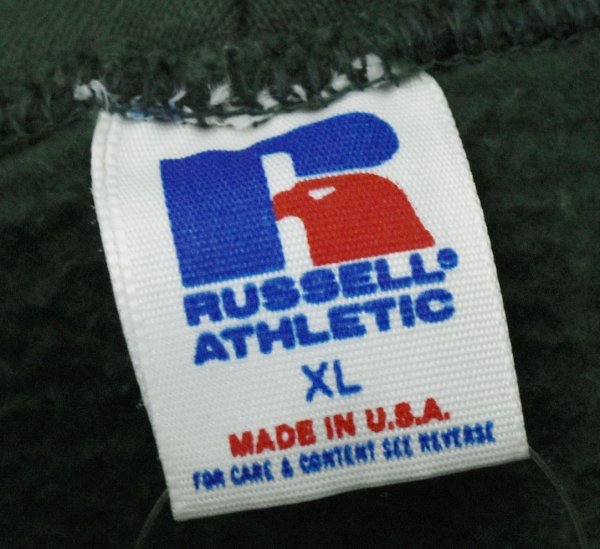 RUSSELL®
ATHLETIC
XL
MADE IN U.S.A.
FOR CARE & CONTENT SEE REVERSE